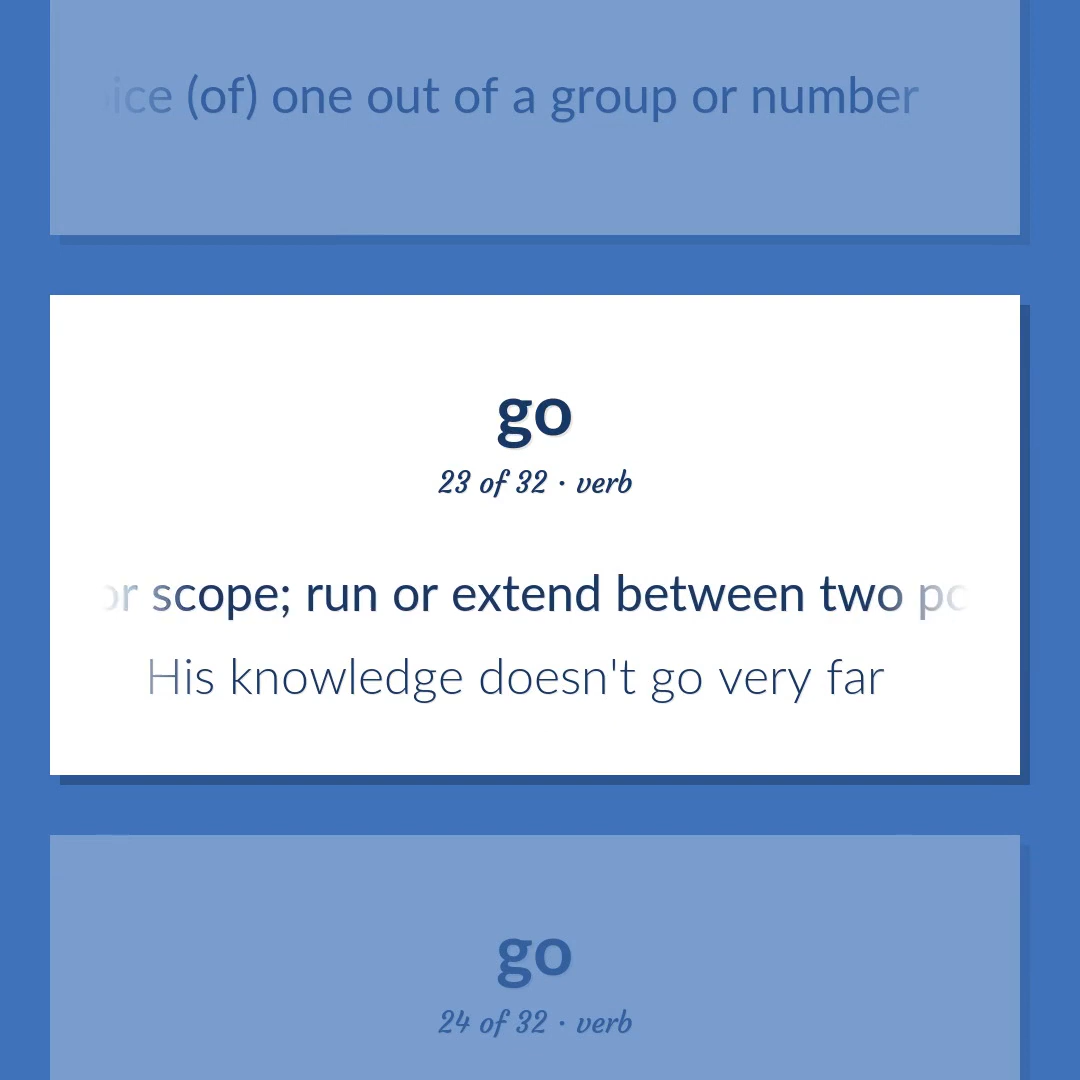 (of) one out of a group or number
go
23 of 32 · verb
or scope; run or extend between two
His knowledge doesn't go very far
go
24 of 32 · verb